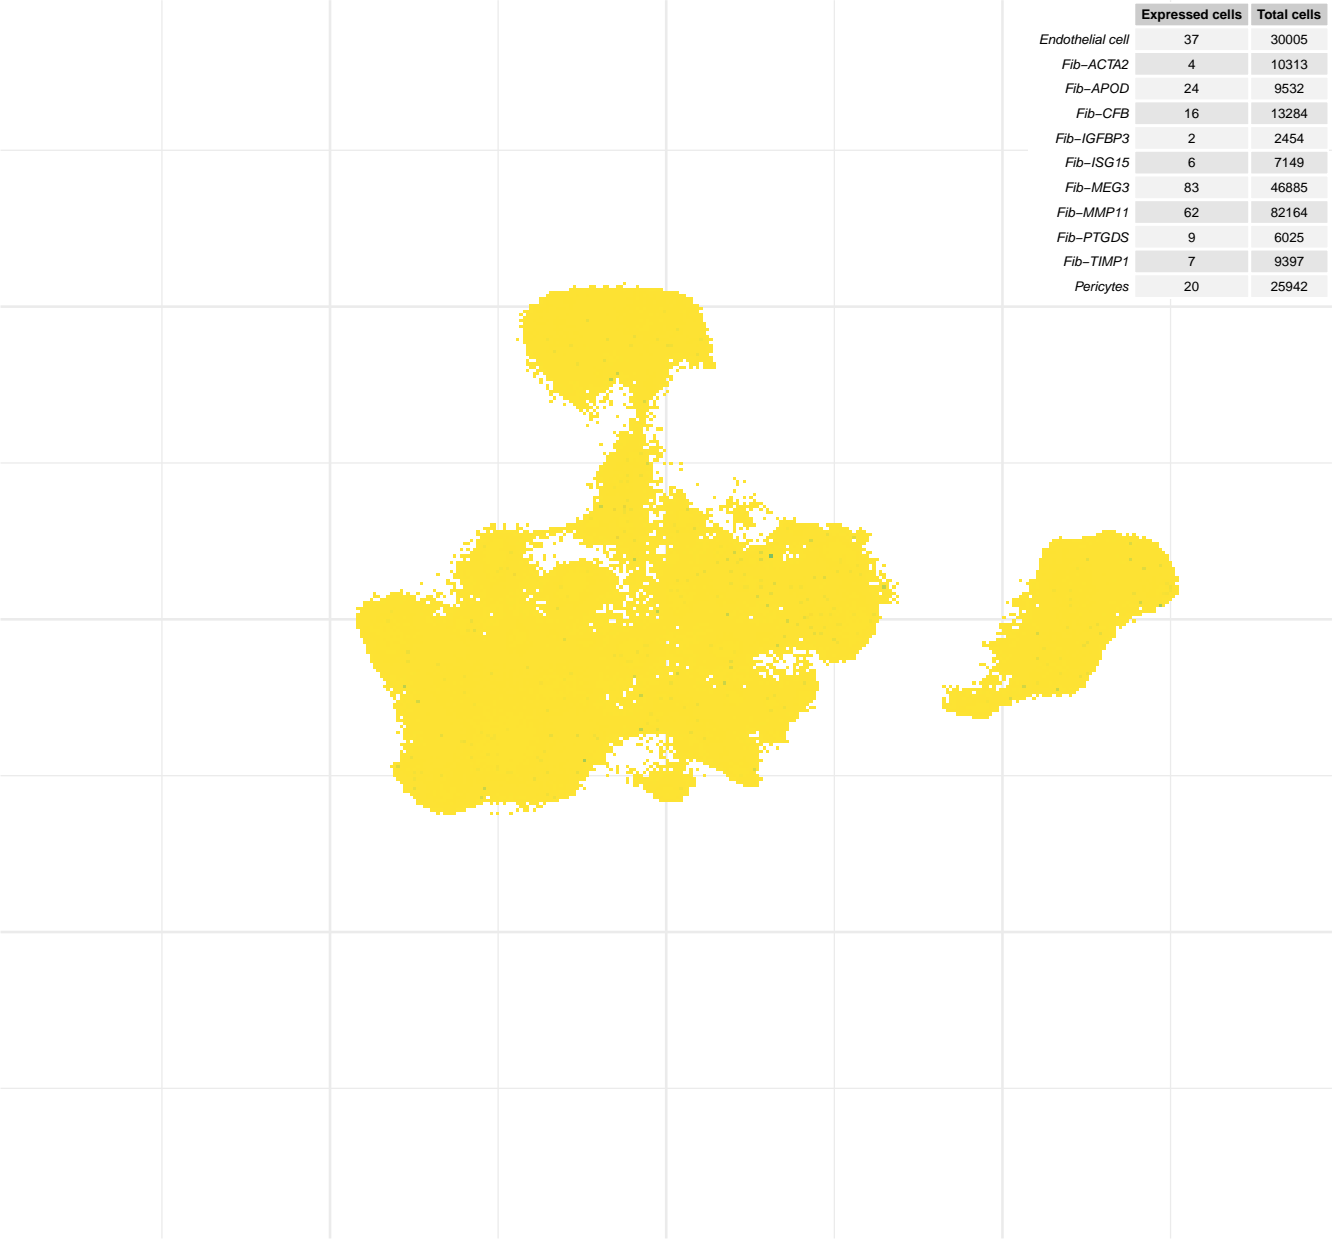 Expressed cells Total cells
Endothelial cell 37 30005
Fib−ACTA2 4 10313
Fib−APOD 24 9532
Fib−CFB 16 13284
Fib−IGFBP3 2 2454
Fib−ISG15 6 7149
Fib−MEG3 83 46885
Fib−MMP11 62 82164
Fib−PTGDS 9 6025
Fib−TIMP1 7 9397
Pericytes 20 25942